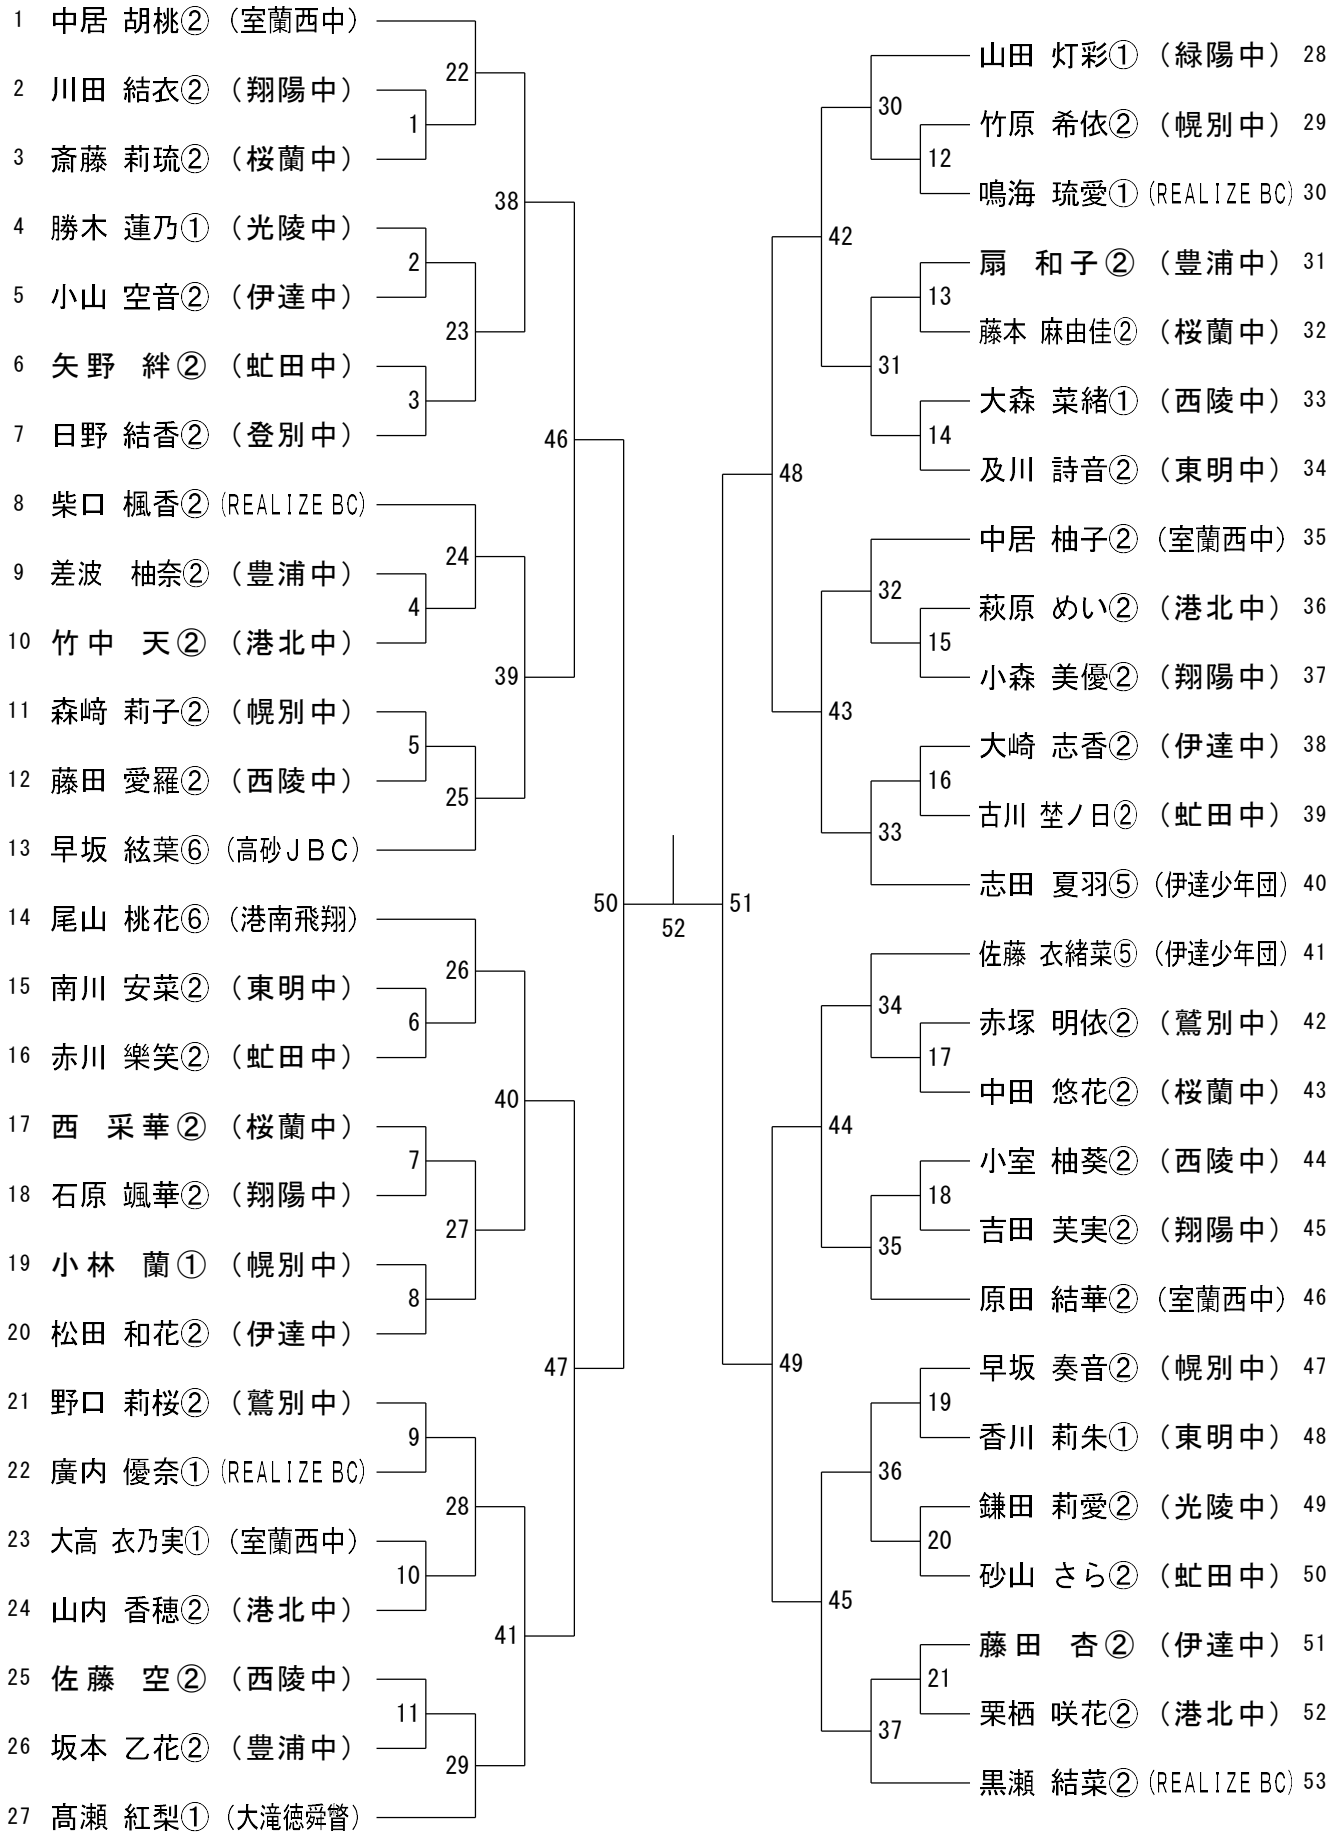 1 中居 胡桃② (室蘭西中)
2 川田 結衣② (翔陽中)
3 斎藤 莉琉② (桜蘭中)
4 勝木 蓮乃① (光陵中)
5 小山 空音② (伊達中)
6 矢野 絆② (虻田中)
7 日野 結香② (登別中)
8 柴口 楓香② (REALIZE BC)
9 差波 柚奈② (豊浦中)
10 竹中 天② (港北中)
11 森﨑 莉子② (幌別中)
12 藤田 愛羅② (西陵中)
13 早坂 絃葉⑥ (高砂JBC)
14 尾山 桃花⑥ (港南飛翔)
15 南川 安菜② (東明中)
16 赤川 樂笑② (虻田中)
17 西 采華② (桜蘭中)
18 石原 颯華② (翔陽中)
19 小林 蘭① (幌別中)
20 松田 和花② (伊達中)
21 野口 莉桜② (鷲別中)
22 廣内 優奈① (REALIZE BC)
23 大高 衣乃実① (室蘭西中)
24 山内 香穂② (港北中)
25 佐藤 空② (西陵中)
26 坂本 乙花② (豊浦中)
27 髙瀬 紅梨① (大滝徳舜瞥)
1
2
3
4
5
6
7
8
9
10
11
22
23
24
25
26
27
28
29
38
39
40
41
46
47
50
52
51
48
49
42
43
44
45
30
31
32
33
34
35
36
37
12
13
14
15
16
17
18
19
20
21
山田 灯彩① (緑陽中) 28
竹原 希依② (幌別中) 29
鳴海 琉愛① (REALIZE BC) 30
扇 和子② (豊浦中) 31
藤本 麻由佳② (桜蘭中) 32
大森 菜緒① (西陵中) 33
及川 詩音② (東明中) 34
中居 柚子② (室蘭西中) 35
萩原 めい② (港北中) 36
小森 美優② (翔陽中) 37
大崎 志香② (伊達中) 38
古川 埜ノ日② (虻田中) 39
志田 夏羽⑤ (伊達少年団) 40
佐藤 衣緒菜⑤ (伊達少年団) 41
赤塚 明依② (鷲別中) 42
中田 悠花② (桜蘭中) 43
小室 柚葵② (西陵中) 44
吉田 芙実② (翔陽中) 45
原田 結華② (室蘭西中) 46
早坂 奏音② (幌別中) 47
香川 莉朱① (東明中) 48
鎌田 莉愛② (光陵中) 49
砂山 さら② (虻田中) 50
藤田 杏② (伊達中) 51
栗栖 咲花② (港北中) 52
黒瀬 結菜② (REALIZE BC) 53